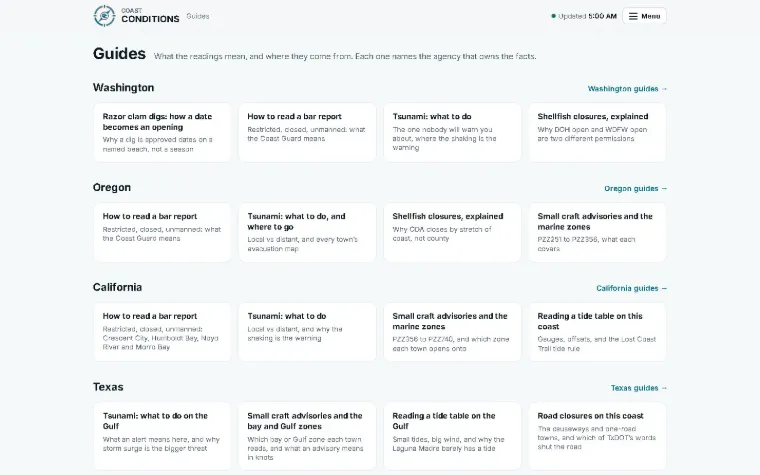 COAST
CONDITIONS
Guides
Updated 5:00 AM
Menu
Guides
What the readings mean, and where they come from. Each one names the agency that owns the facts.
Washington
Washington guides →
Razor clam digs: how a date
becomes an opening
Why a dig is approved dates on a
named beach, not a season
How to read a bar report
Restricted, closed, unmanned: what
the Coast Guard means
Tsunami: what to do
The one nobody will warn you
about, where the shaking is the
warning
Shellfish closures, explained
Why DOH open and WDFW open
are two different permissions
Oregon
Oregon guides →
How to read a bar report
Restricted, closed, unmanned: what
the Coast Guard means
Tsunami: what to do, and
where to go
Local vs distant, and every town's
evacuation map
Shellfish closures, explained
Why ODA closes by stretch of
coast, not county
Small craft advisories and the
marine zones
PZZ251 to PZZ356, what each
covers
California
California guides →
How to read a bar report
Restricted, closed, unmanned:
Crescent City, Humboldt Bay, Noyo
River and Morro Bay
Tsunami: what to do
Local vs distant, and why the
shaking is the warning
Small craft advisories and the
marine zones
PZZ356 to PZZ740, and which zone
each town opens onto
Reading a tide table on this
coast
Gauges, offsets, and the Lost Coast
Trail tide rule
Texas
Texas guides →
Tsunami: what to do on the
Gulf
What an alert means here, and why
storm surge is the bigger threat
Small craft advisories and the
bay and Gulf zones
Which bay or Gulf zone each town
reads, and what an advisory means
in knots
Reading a tide table on the
Gulf
Small tides, big wind, and why the
Laguna Madre barely has a tide
Road closures on this coast
The causeways and one-road
towns, and which of TxDOT's words
shut the road